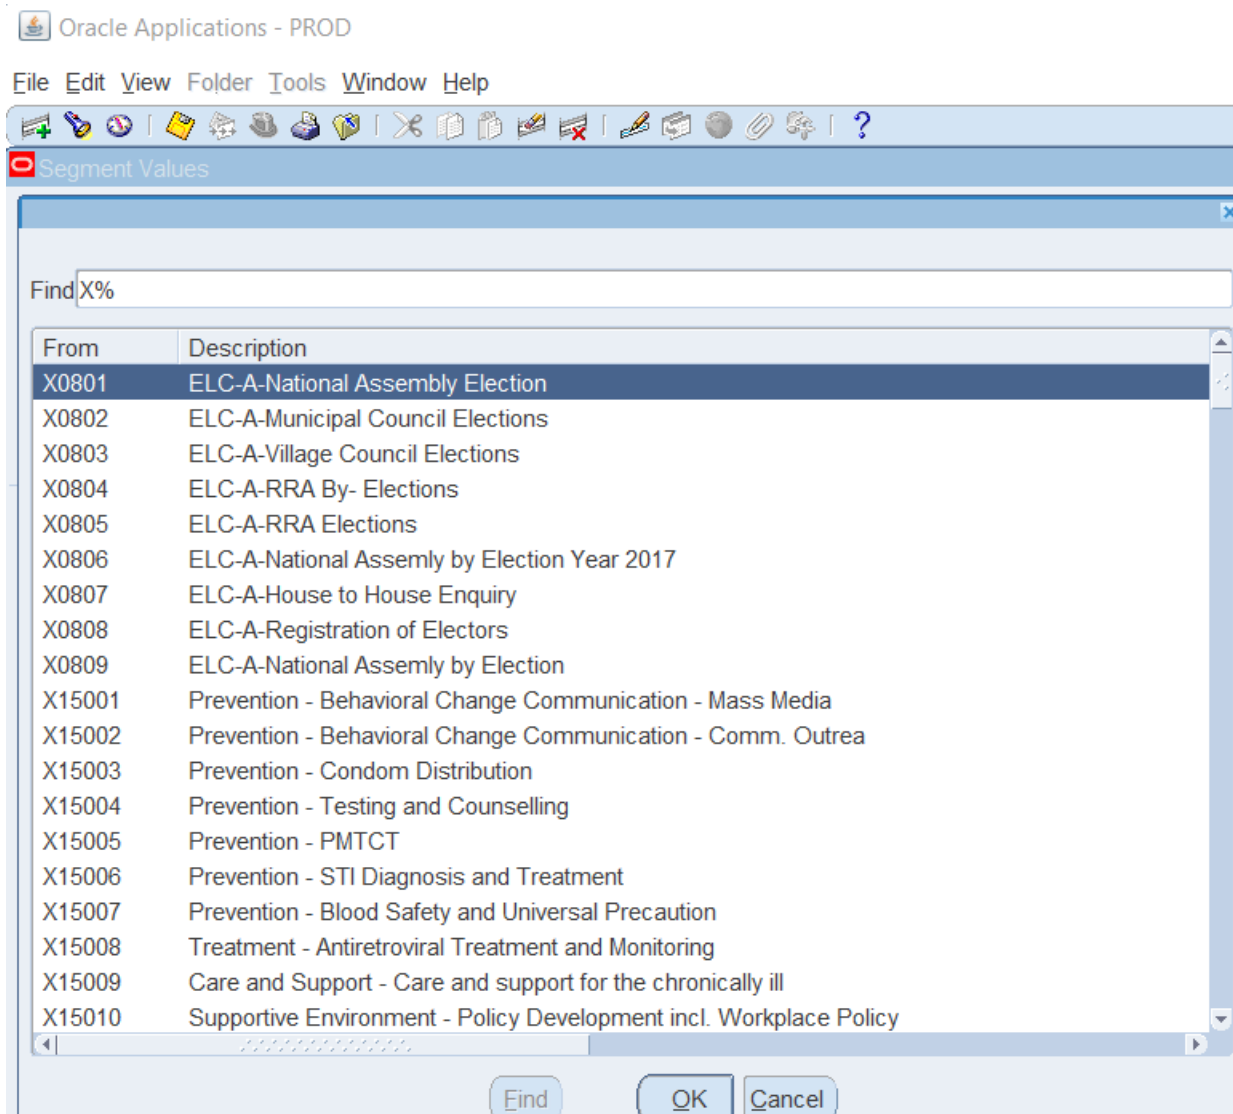 Oracle Applications - PROD
File Edit View Folder Tools Window Help
Segment Values
Find X%
From Description
X0801 ELC-A-National Assembly Election
X0802 ELC-A-Municipal Council Elections
X0803 ELC-A-Village Council Elections
X0804 ELC-A-RRA By- Elections
X0805 ELC-A-RRA Elections
X0806 ELC-A-National Assemly by Election Year 2017
X0807 ELC-A-House to House Enquiry
X0808 ELC-A-Registration of Electors
X0809 ELC-A-National Assemly by Election
X15001 Prevention - Behavioral Change Communication - Mass Media
X15002 Prevention - Behavioral Change Communication - Comm. Outrea
X15003 Prevention - Condom Distribution
X15004 Prevention - Testing and Counselling
X15005 Prevention - PMTCT
X15006 Prevention - STI Diagnosis and Treatment
X15007 Prevention - Blood Safety and Universal Precaution
X15008 Treatment - Antiretroviral Treatment and Monitoring
X15009 Care and Support - Care and support for the chronically ill
X15010 Supportive Environment - Policy Development incl. Workplace Policy
Find OK Cancel